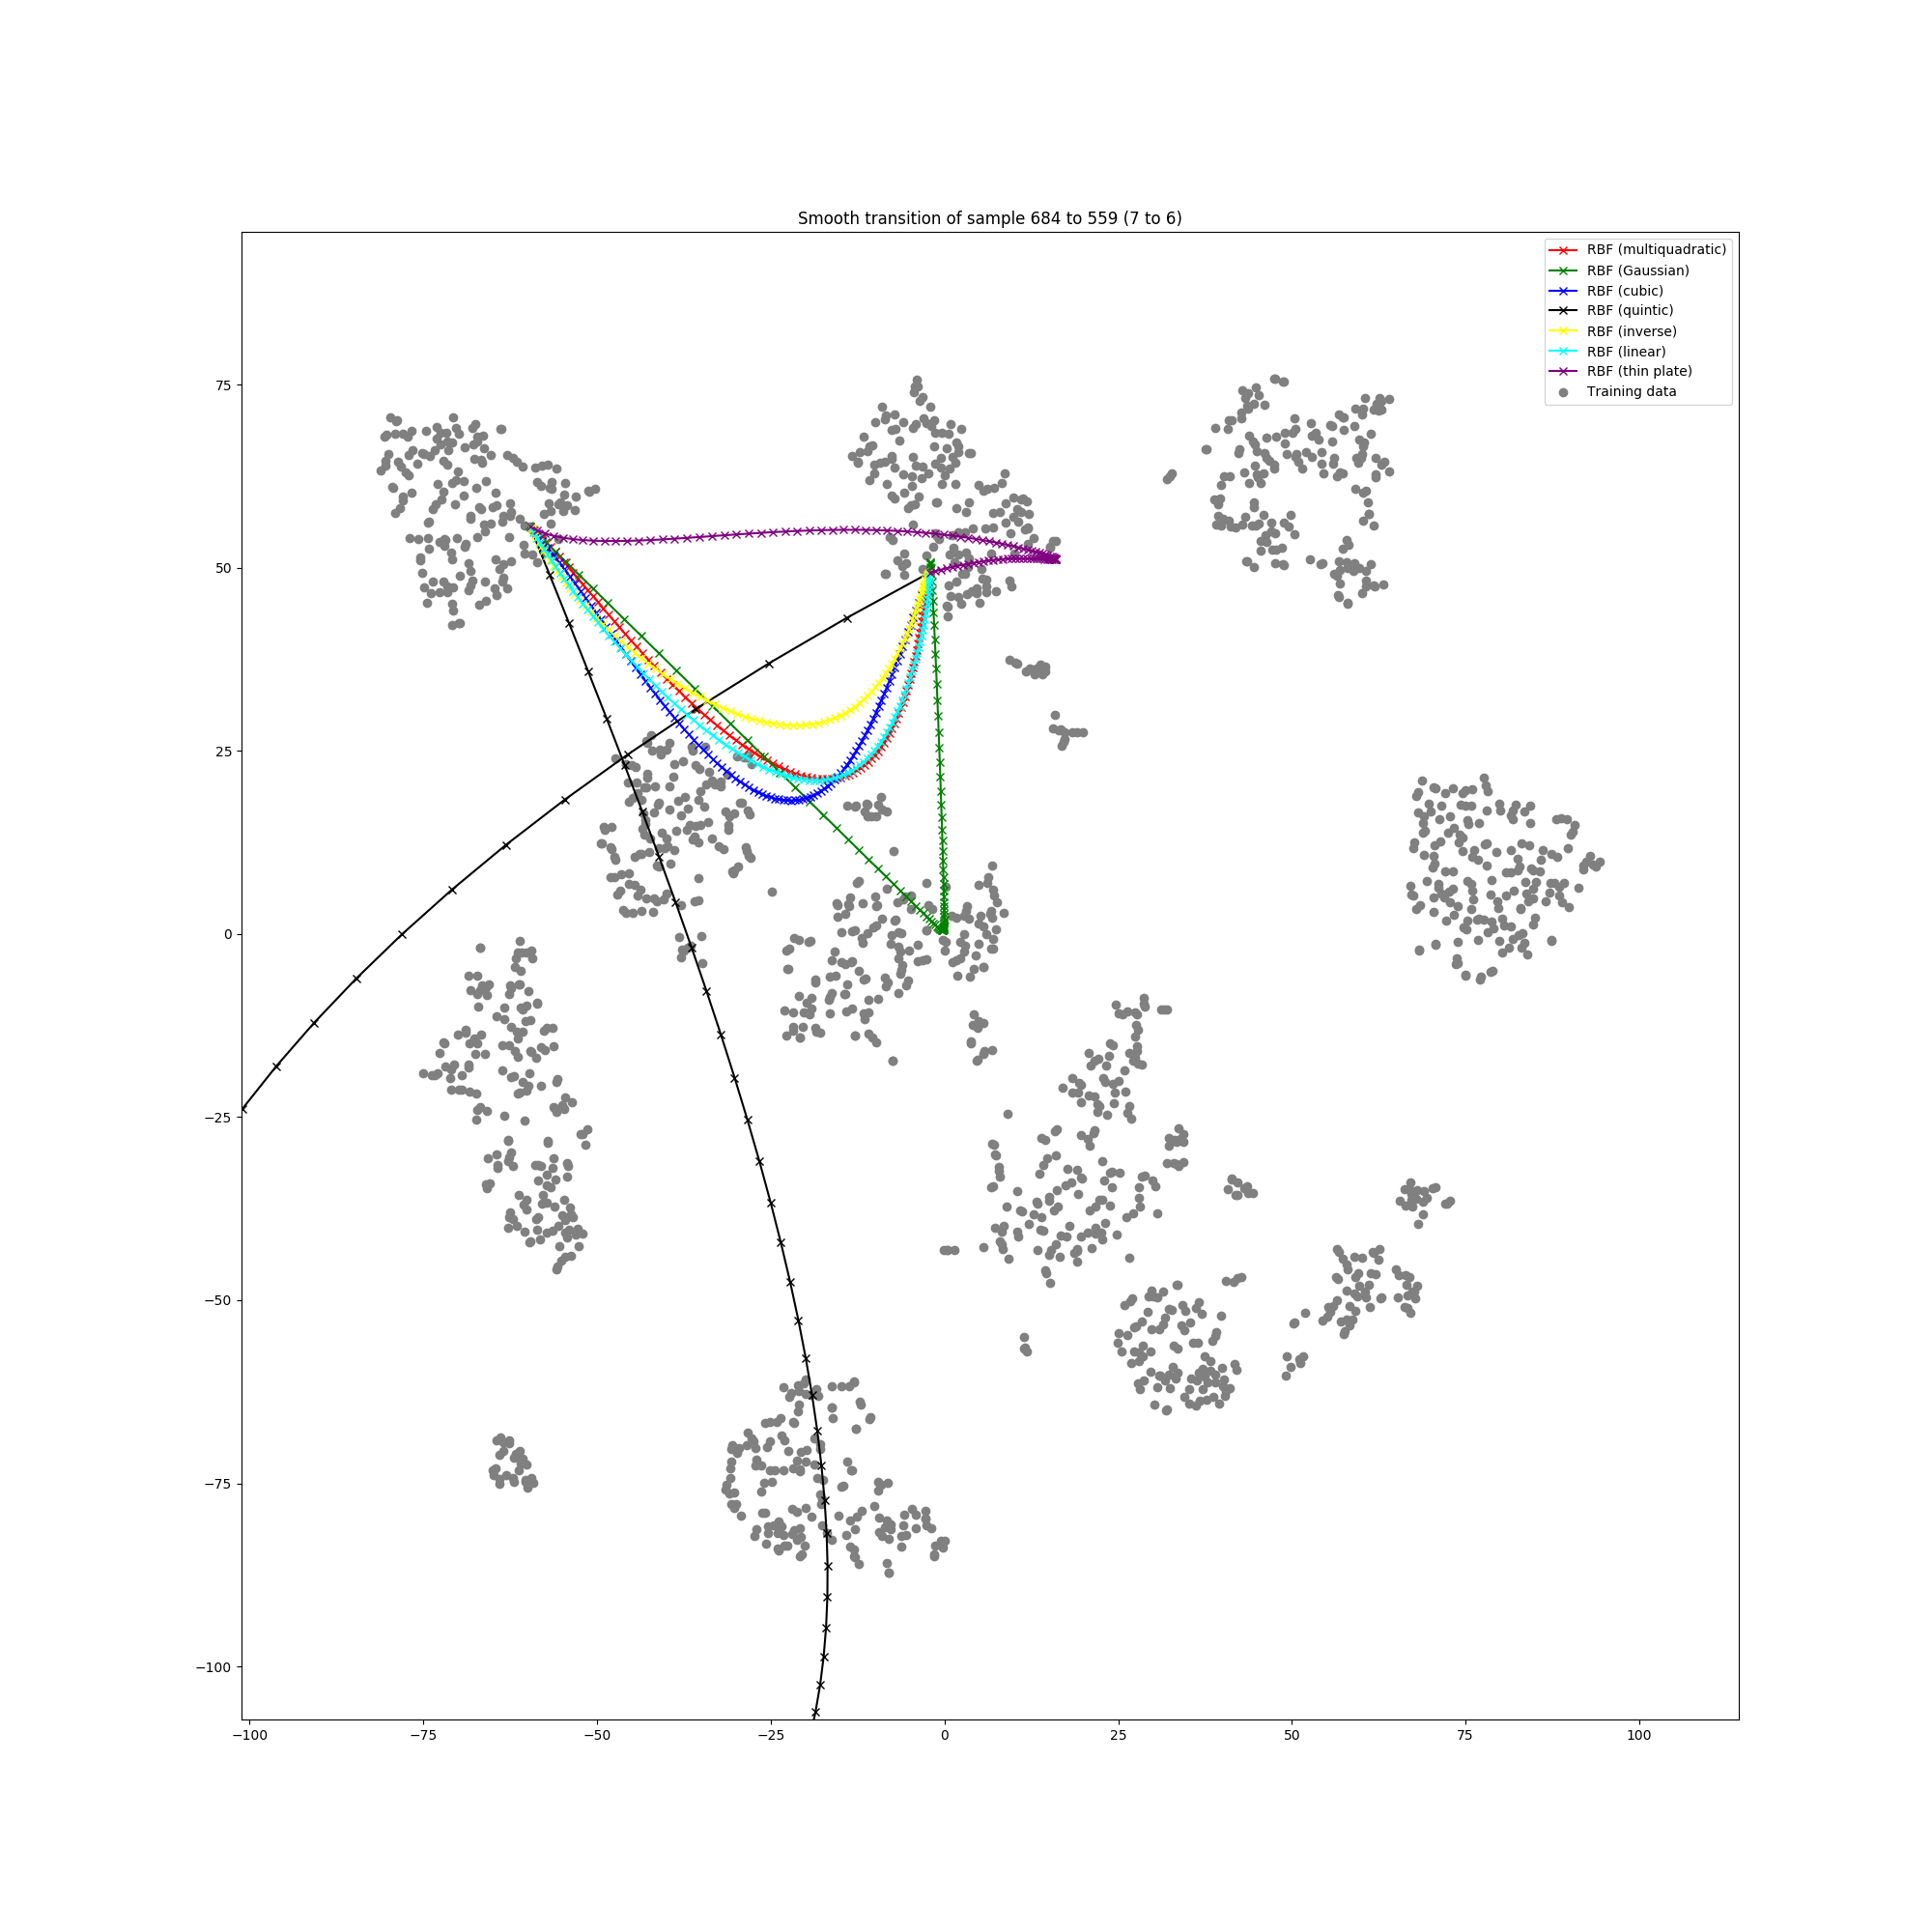 Smooth transition of sample 684 to 559 (7 to 6)
RBF (multiquadratic)
RBF (Gaussian)
RBF (cubic)
RBF (quintic)
RBF (inverse)
RBF (linear)
RBF (thin plate)
Training data
75
50
25
0
−25
−50
−75
−100
−100 −75 −50 −25 0 25 50 75 100